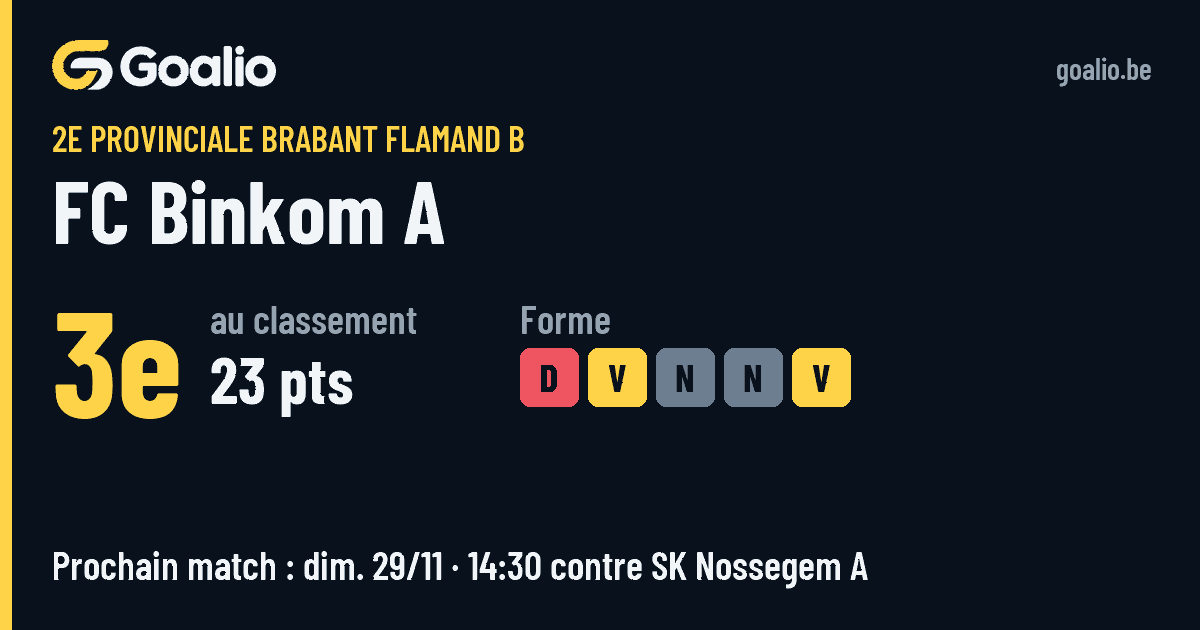 Goalio
goalio.be
2E PROVINCIALE BRABANT FLAMAND B
FC Binkom A
3e
au classement
23 pts
Forme
D V N N V
Prochain match : dim. 29/11 · 14:30 contre SK Nossegem A